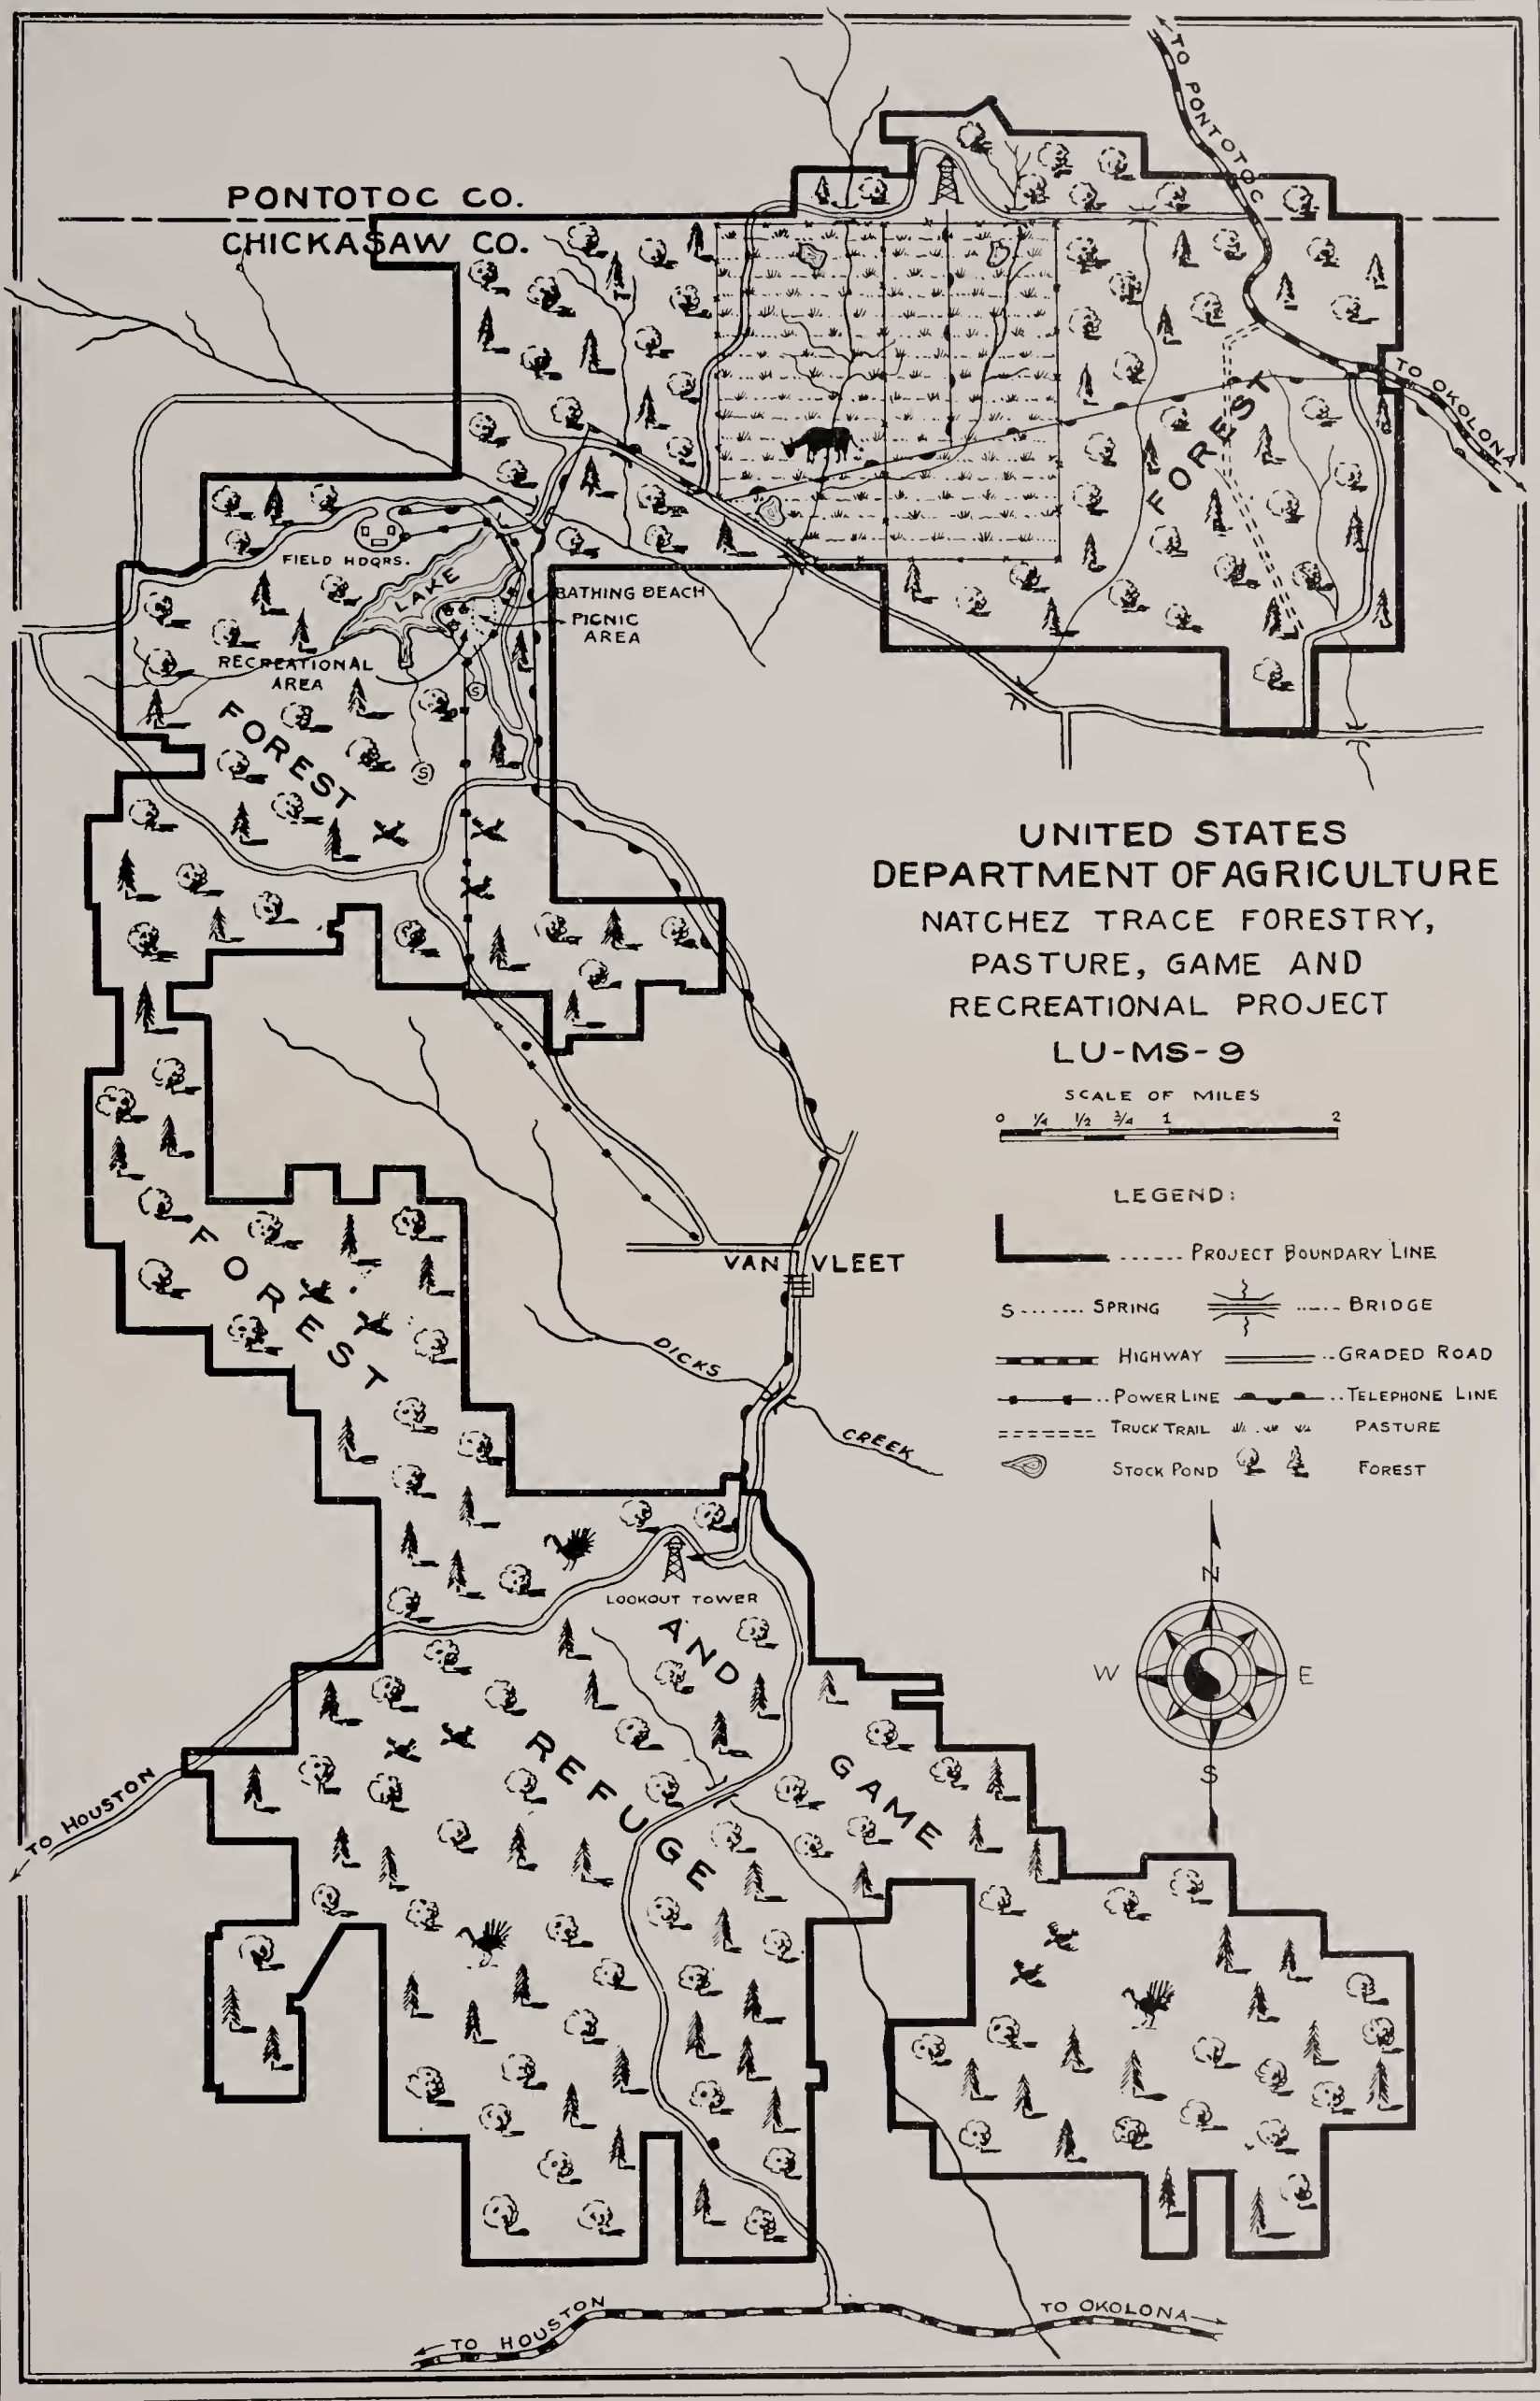 TO PONTOTOC
PONTOTOC CO.
CHICKASAW CO.
TO OKOLONA
FOREST
FIELD HDQRS.
LAKE
BATHING BEACH
PICNIC
AREA
RECREATIONAL
AREA
S
S
FOREST
UNITED STATES
DEPARTMENT OF AGRICULTURE
NATCHEZ TRACE FORESTRY,
PASTURE, GAME AND
RECREATIONAL PROJECT
LU-MS-9
SCALE OF MILES
0 1/4 1/2 3/4 1 2
LEGEND:
PROJECT BOUNDARY LINE
S SPRING
BRIDGE
HIGHWAY
GRADED ROAD
POWER LINE
TELEPHONE LINE
TRUCK TRAIL
PASTURE
STOCK POND
FOREST
VAN VLEET
FOREST
DICKS
CREEK
N
W E
S
LOOKOUT TOWER
AND
GAME
REFUGE
TO HOUSTON
TO HOUSTON
TO OKOLONA